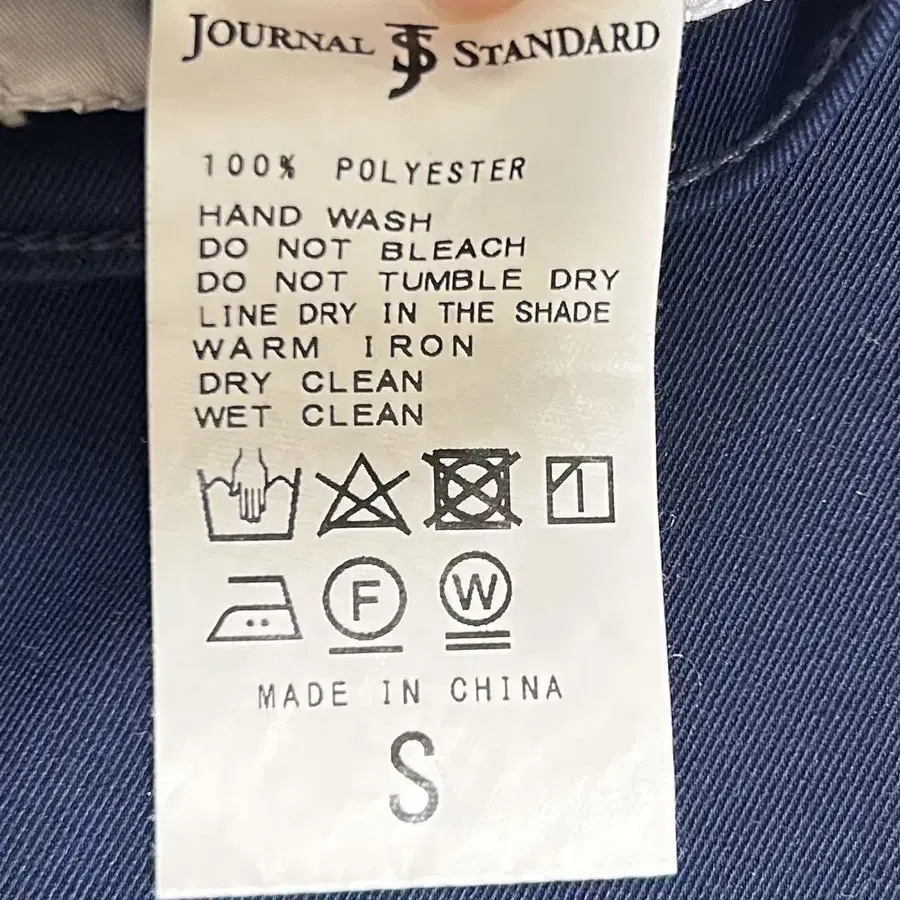 JOURNAL JS STANDARD
100% POLYESTER
HAND WASH
DO NOT BLEACH
DO NOT TUMBLE DRY
LINE DRY IN THE SHADE
WARM IRON
DRY CLEAN
WET CLEAN
F W
MADE IN CHINA
S